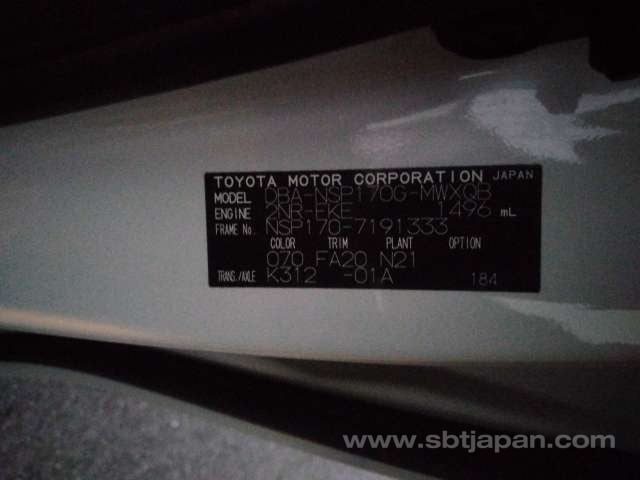 TOYOTA MOTOR CORPORATION JAPAN
MODEL DBA-NSP170G-MWXQB
ENGINE 2NR-FKE 1496 mL
FRAME No. NSP170-7191333
COLOR TRIM PLANT OPTION
070 FA20 N21
TRANS./AXLE K312 -01A 184
www.sbtjapan.com